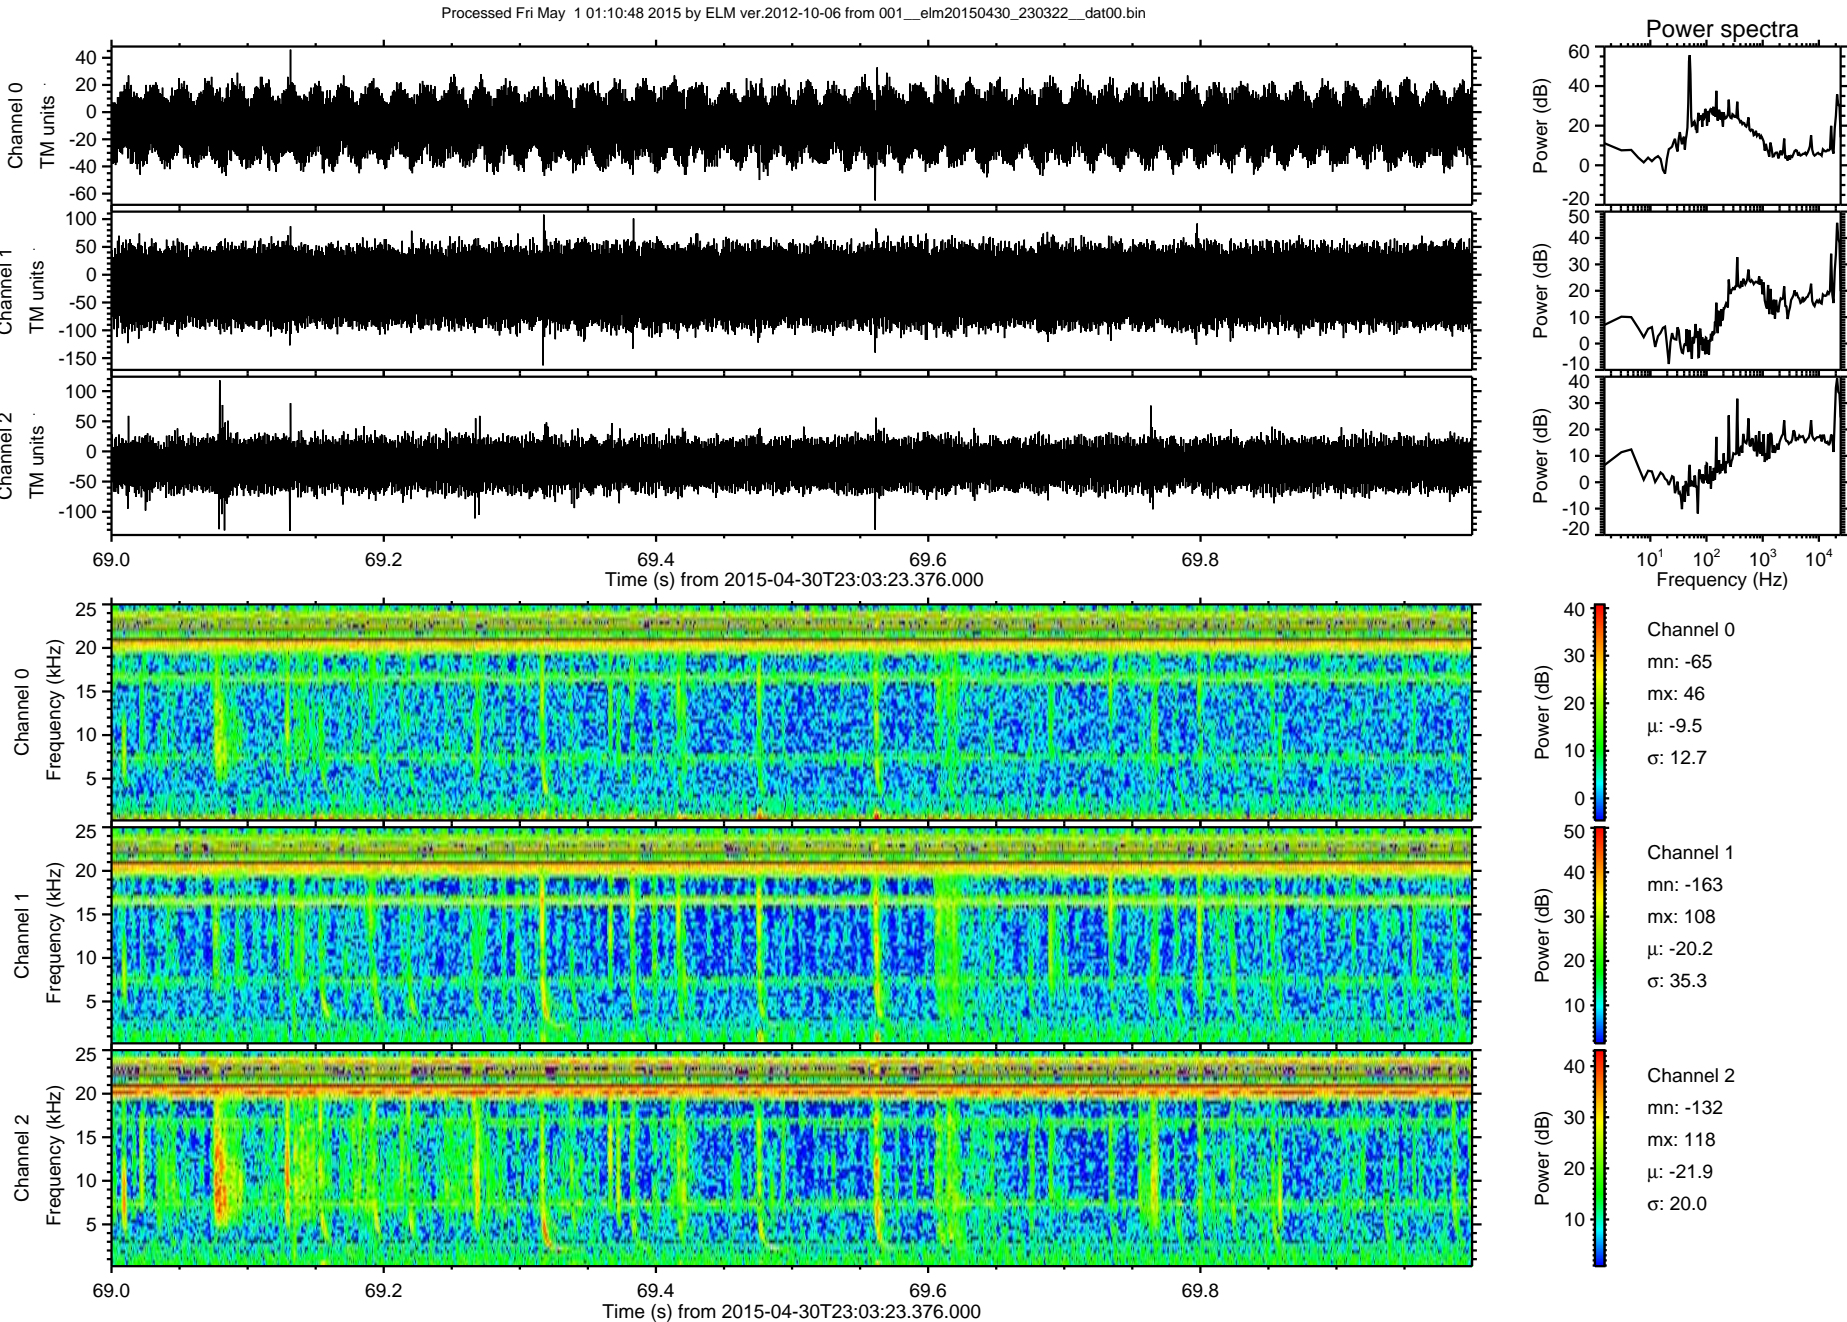 Processed Fri May  1 01:10:48 2015 by ELM ver.2012-10-06 from 001__elm20150430_230322__dat00.bin
Power spectra
Channel 0
TM units
40
20
0
-20
-40
-60
Power (dB)
60
40
20
0
-20
Channel 1
TM units
100
50
0
-50
-100
-150
Power (dB)
50
40
30
20
10
0
-10
Channel 2
TM units
100
50
0
-50
-100
Power (dB)
40
30
20
10
0
-10
-20
69.0 69.2 69.4 69.6 69.8
Time (s) from 2015-04-30T23:03:23.376.000
10^1 10^2 10^3 10^4
Frequency (Hz)
Channel 0
Frequency (kHz)
25
20
15
10
5
Power (dB)
40
30
20
10
0
Channel 0
mn: -65
mx: 46
μ: -9.5
σ: 12.7
Channel 1
Frequency (kHz)
25
20
15
10
5
Power (dB)
50
40
30
20
10
Channel 1
mn: -163
mx: 108
μ: -20.2
σ: 35.3
Channel 2
Frequency (kHz)
25
20
15
10
5
Power (dB)
40
30
20
10
Channel 2
mn: -132
mx: 118
μ: -21.9
σ: 20.0
69.0 69.2 69.4 69.6 69.8
Time (s) from 2015-04-30T23:03:23.376.000